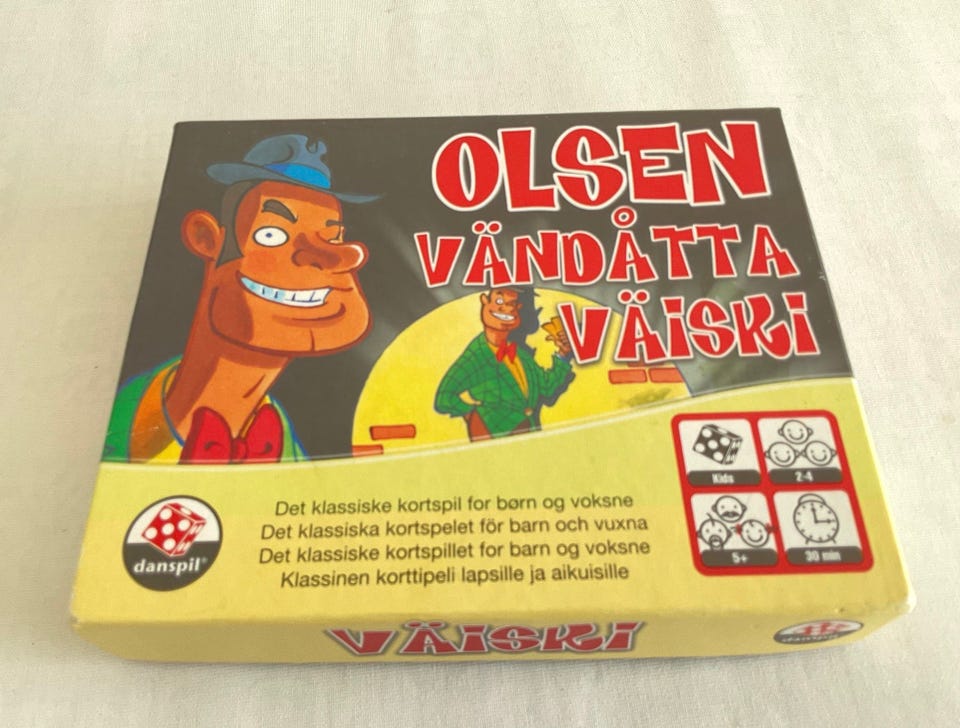 OLSEN
VÄNDÅTTA
VÄISKI
Kids
2-4
5+
30 min
Det klassiske kortspil for børn og voksne
Det klassiska kortspelet för barn och vuxna
Det klassiske kortspillet for barn og voksne
Klassinen korttipeli lapsille ja aikuisille
danspil®
VÄISKI
danspil